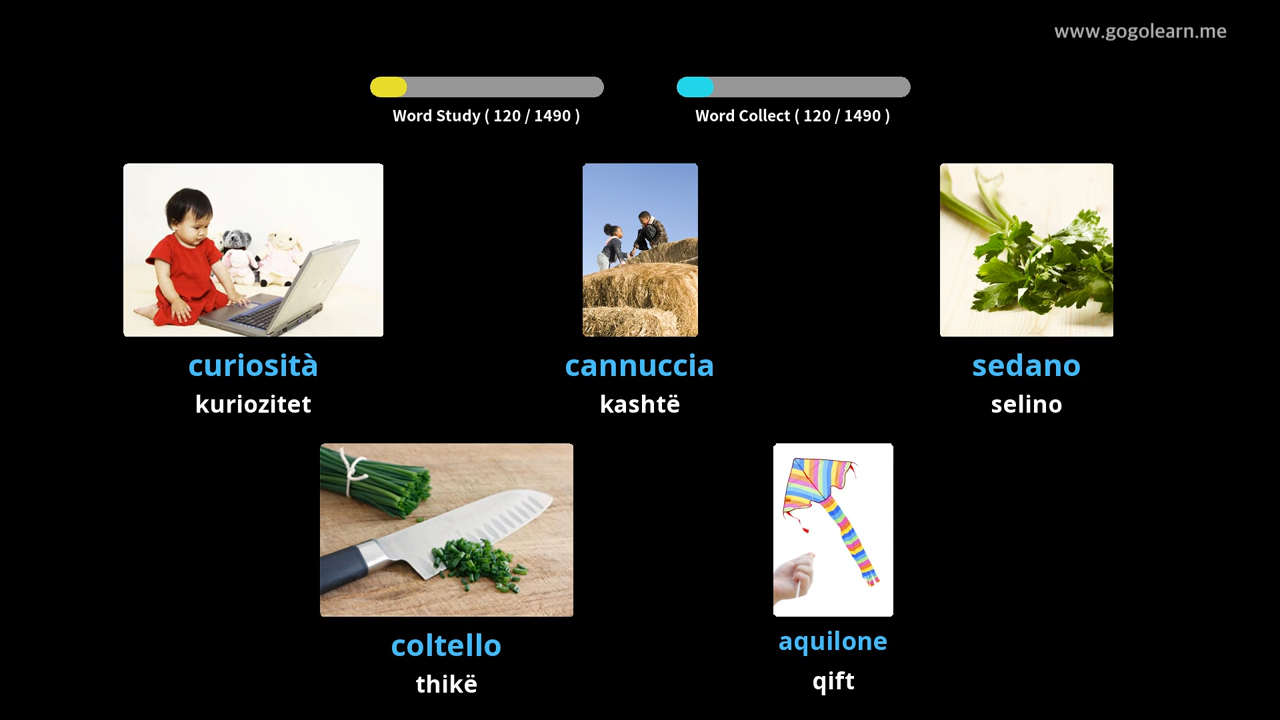 www.gogolearn.me
Word Study ( 120 / 1490 )
Word Collect ( 120 / 1490 )
curiosità
kuriozitet
cannuccia
kashtë
sedano
selino
coltello
thikë
aquilone
qift